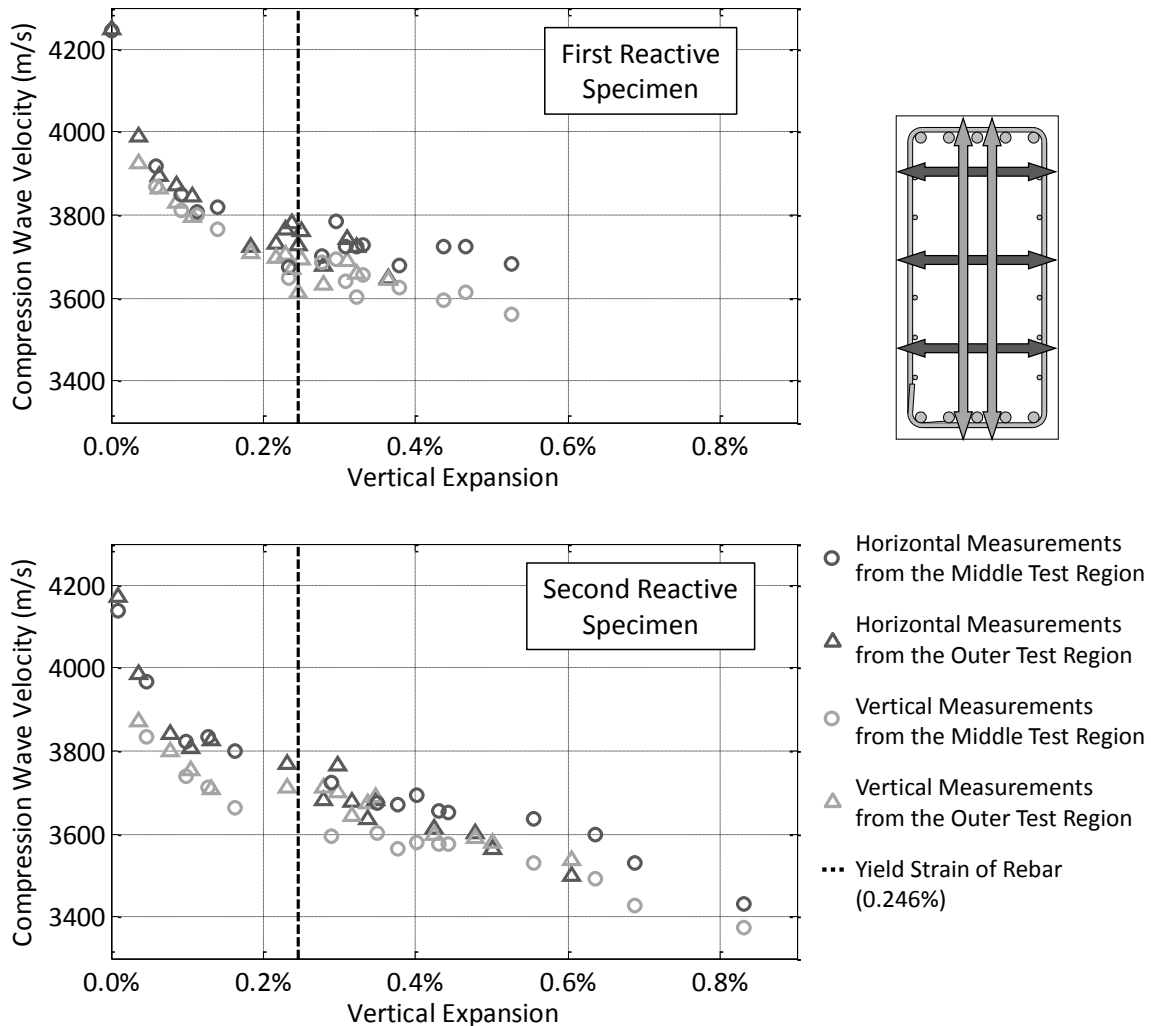 Compression Wave Velocity (m/s)
4200
4000
3800
3600
3400
First Reactive
Specimen
0.0%
0.2%
0.4%
0.6%
0.8%
Vertical Expansion
Compression Wave Velocity (m/s)
4200
4000
3800
3600
3400
Second Reactive
Specimen
0.0%
0.2%
0.4%
0.6%
0.8%
Vertical Expansion
Horizontal Measurements
from the Middle Test Region
Horizontal Measurements
from the Outer Test Region
Vertical Measurements
from the Middle Test Region
Vertical Measurements
from the Outer Test Region
Yield Strain of Rebar
(0.246%)